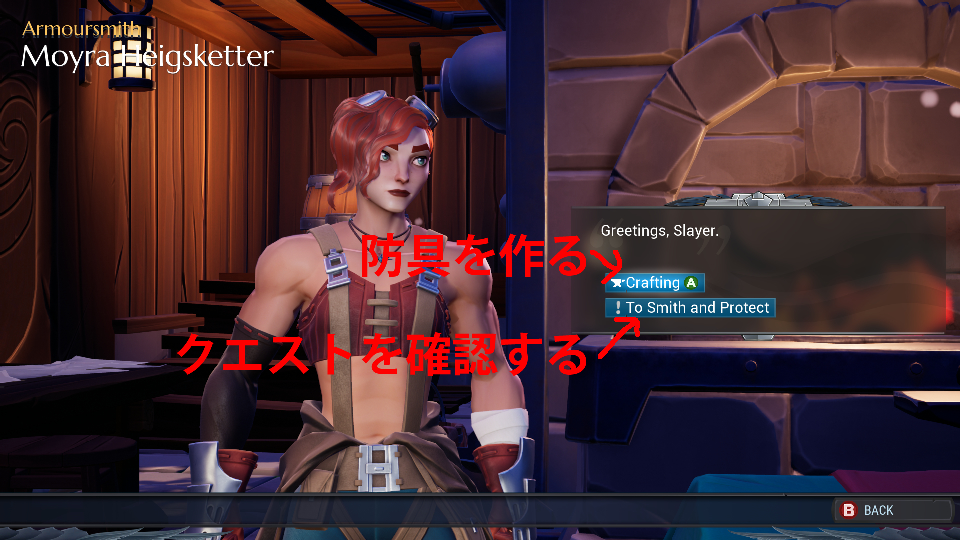 Armoursmith
Moyra Heigsketter
Greetings, Slayer.
防具を作る
Crafting A
! To Smith and Protect
クエストを確認する
B BACK